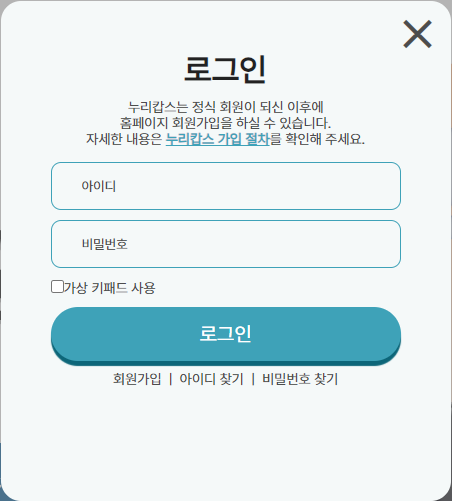 로그인
누리캅스는 정식 회원이 되신 이후에
홈페이지 회원가입을 하실 수 있습니다.
자세한 내용은 누리캅스 가입 절차를 확인해 주세요.
아이디
비밀번호
가상 키패드 사용
로그인
회원가입 | 아이디 찾기 | 비밀번호 찾기